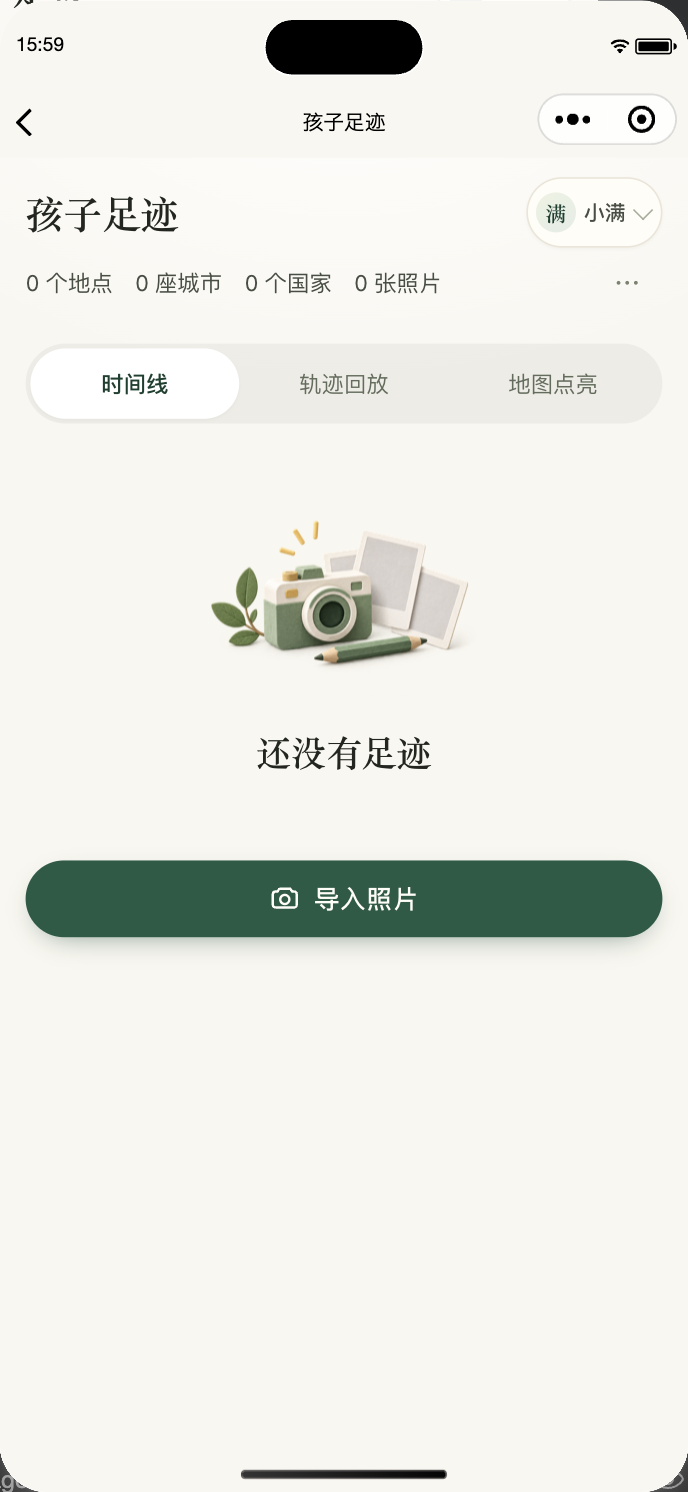 15:59
孩子足迹
孩子足迹
满 小满
0 个地点 0 座城市 0 个国家 0 张照片 ···
时间线 轨迹回放 地图点亮
还没有足迹
导入照片